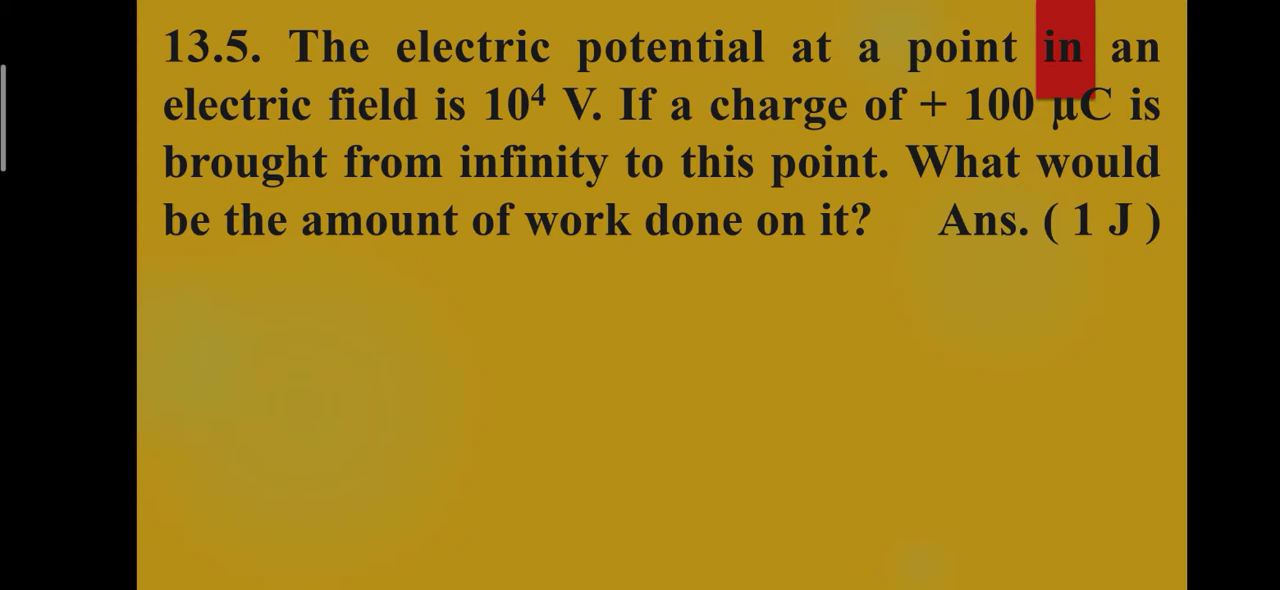 13.5. The electric potential at a point in an
electric field is 10⁴ V. If a charge of + 100 μC is
brought from infinity to this point. What would
be the amount of work done on it? Ans. ( 1 J )